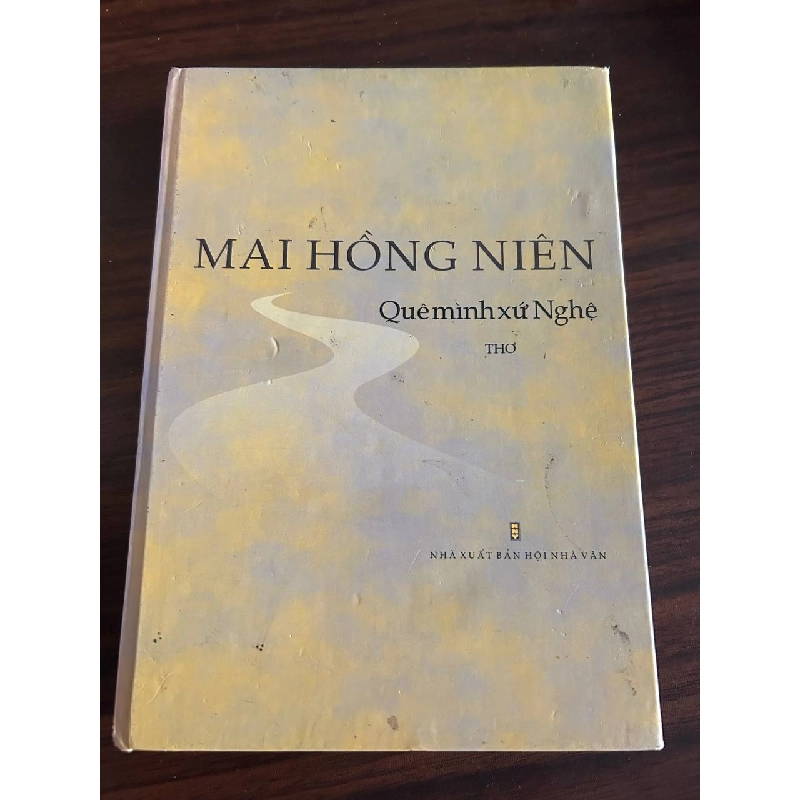 MAI HỒNG NIÊN
Quê mình xứ Nghệ
THƠ
NHÀ XUẤT BẢN HỘI NHÀ VĂN